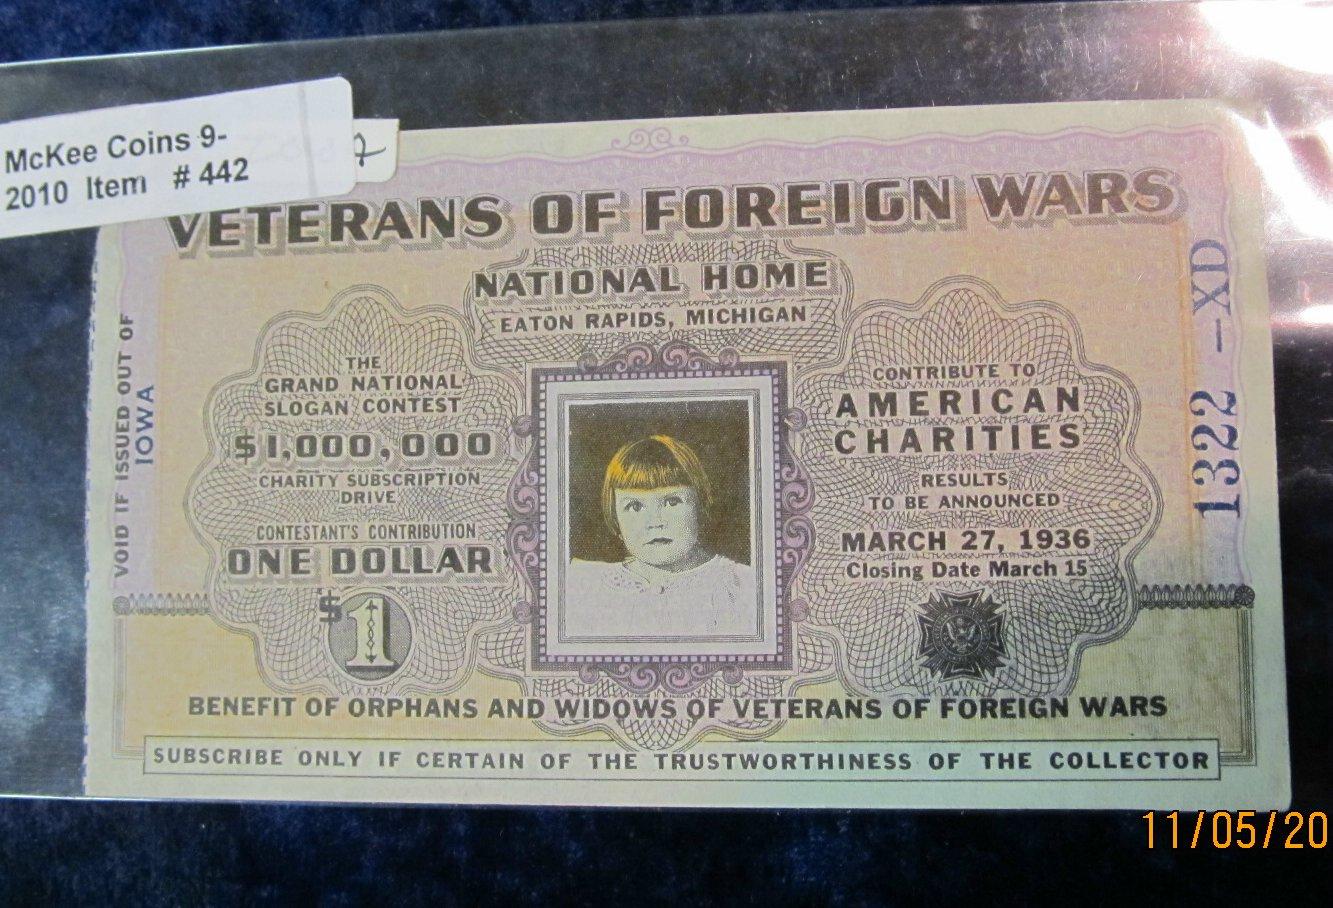 McKee Coins 9-
2010 Item # 442
VETERANS OF FOREIGN WARS
NATIONAL HOME
EATON RAPIDS, MICHIGAN
VOID IF ISSUED OUT OF
IOWA
THE
GRAND NATIONAL
SLOGAN CONTEST
$1,000,000
CHARITY SUBSCRIPTION
DRIVE
CONTESTANT'S CONTRIBUTION
ONE DOLLAR
$1
CONTRIBUTE TO
AMERICAN
CHARITIES
RESULTS
TO BE ANNOUNCED
MARCH 27, 1936
Closing Date March 15
1322 -XD
BENEFIT OF ORPHANS AND WIDOWS OF VETERANS OF FOREIGN WARS
SUBSCRIBE ONLY IF CERTAIN OF THE TRUSTWORTHINESS OF THE COLLECTOR
11/05/20